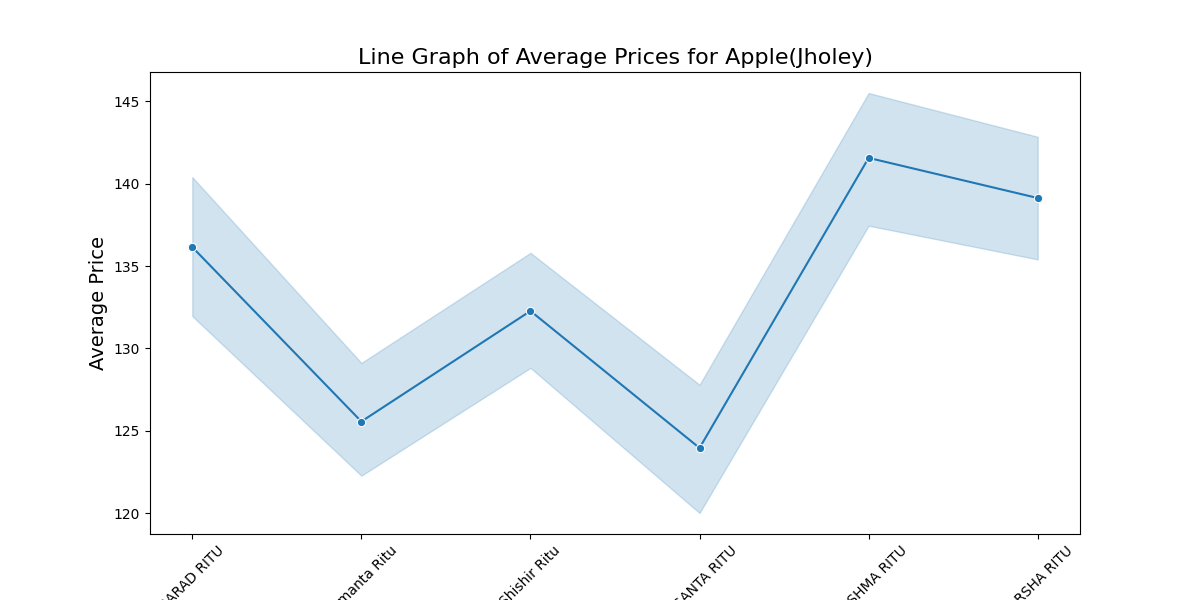 Line Graph of Average Prices for Apple(Jholey)
Average Price
145
140
135
130
125
120
ARAD RITU
manta Ritu
Shishir Ritu
SANTA RITU
SHMA RITU
RSHA RITU